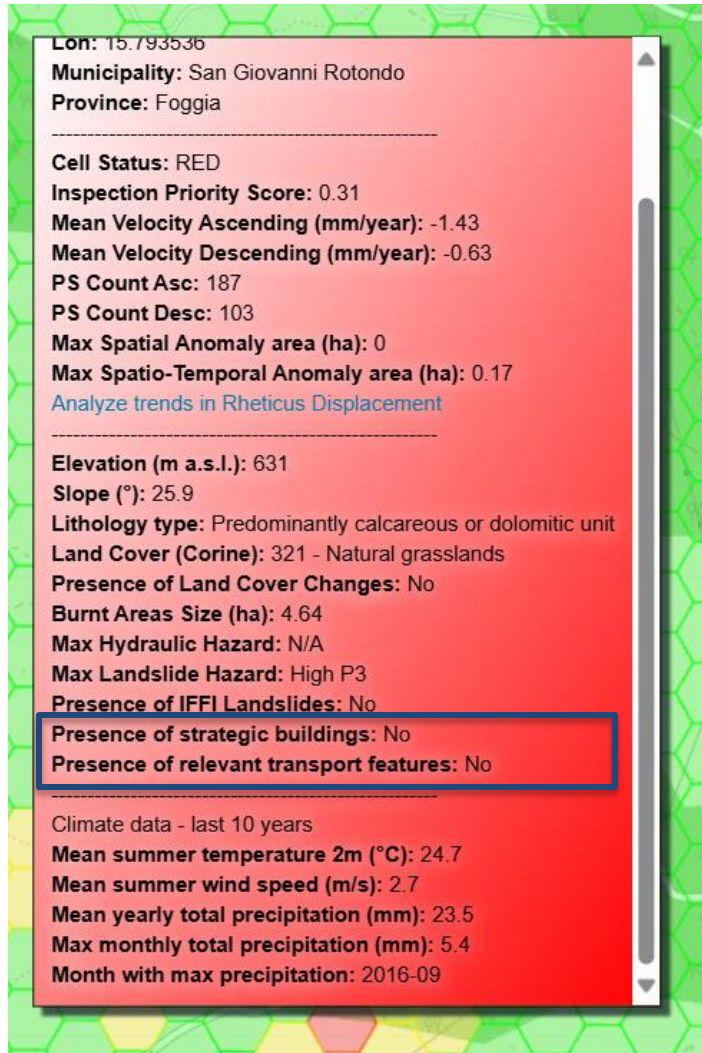 Lon: 15.793536
Municipality: San Giovanni Rotondo
Province: Foggia
------------------------------------------------------
Cell Status: RED
Inspection Priority Score: 0.31
Mean Velocity Ascending (mm/year): -1.43
Mean Velocity Descending (mm/year): -0.63
PS Count Asc: 187
PS Count Desc: 103
Max Spatial Anomaly area (ha): 0
Max Spatio-Temporal Anomaly area (ha): 0.17
Analyze trends in Rheticus Displacement
------------------------------------------------------
Elevation (m a.s.l.): 631
Slope (°): 25.9
Lithology type: Predominantly calcareous or dolomitic unit
Land Cover (Corine): 321 - Natural grasslands
Presence of Land Cover Changes: No
Burnt Areas Size (ha): 4.64
Max Hydraulic Hazard: N/A
Max Landslide Hazard: High P3
Presence of IFFI Landslides: No
Presence of strategic buildings: No
Presence of relevant transport features: No
------------------------------------------------------
Climate data - last 10 years
Mean summer temperature 2m (°C): 24.7
Mean summer wind speed (m/s): 2.7
Mean yearly total precipitation (mm): 23.5
Max monthly total precipitation (mm): 5.4
Month with max precipitation: 2016-09